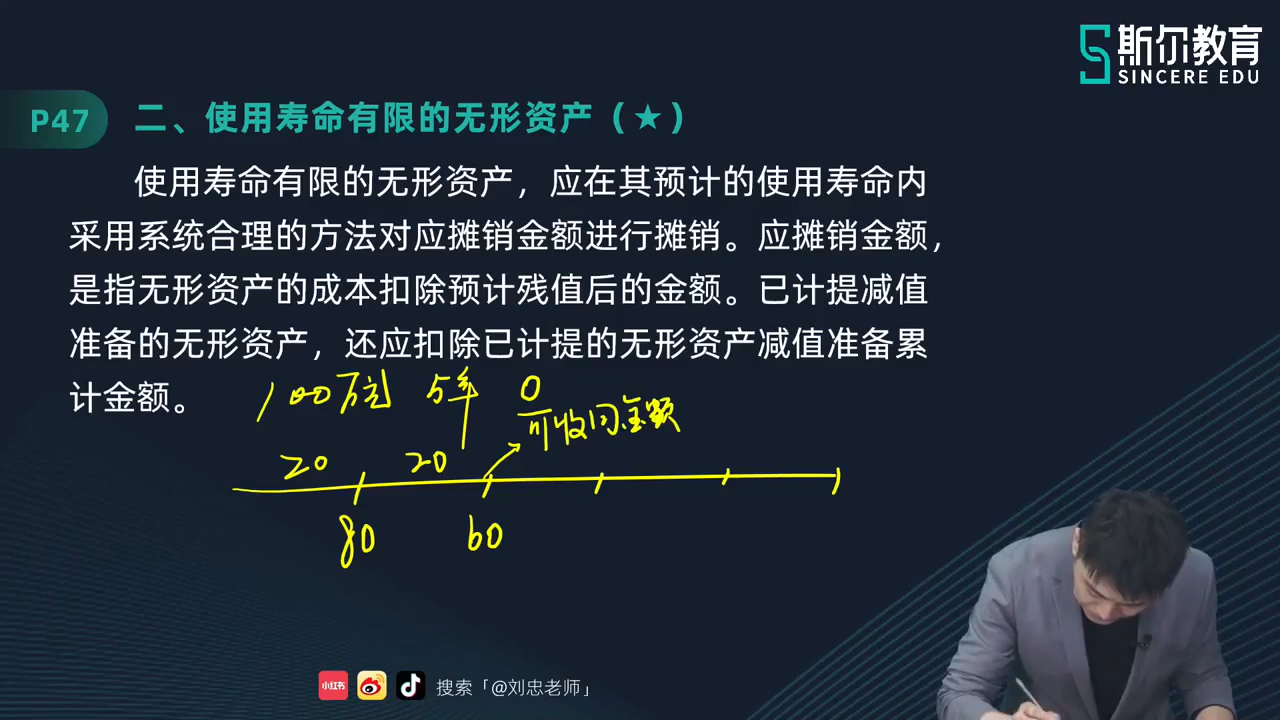 斯尔教育
SINCERE EDU
P47
二、使用寿命有限的无形资产（★）
使用寿命有限的无形资产，应在其预计的使用寿命内
采用系统合理的方法对应摊销金额进行摊销。应摊销金额，
是指无形资产的成本扣除预计残值后的金额。已计提减值
准备的无形资产，还应扣除已计提的无形资产减值准备累
计金额。
100万元 5年 0
可收回金额
20 20
80 60
小红书
搜索「@刘忠老师」